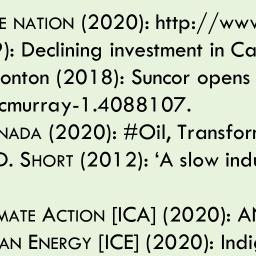 E NATION (2020): http://www
): Declining investment in Ca
onton (2018): Suncor opens
cmurray-1.4088107.
NADA (2020): #Oil, Transfor
D. SHORT (2012): ‘A slow indu
MATE ACTION [ICA] (2020): AN
AN ENERGY [ICE] (2020): Indig